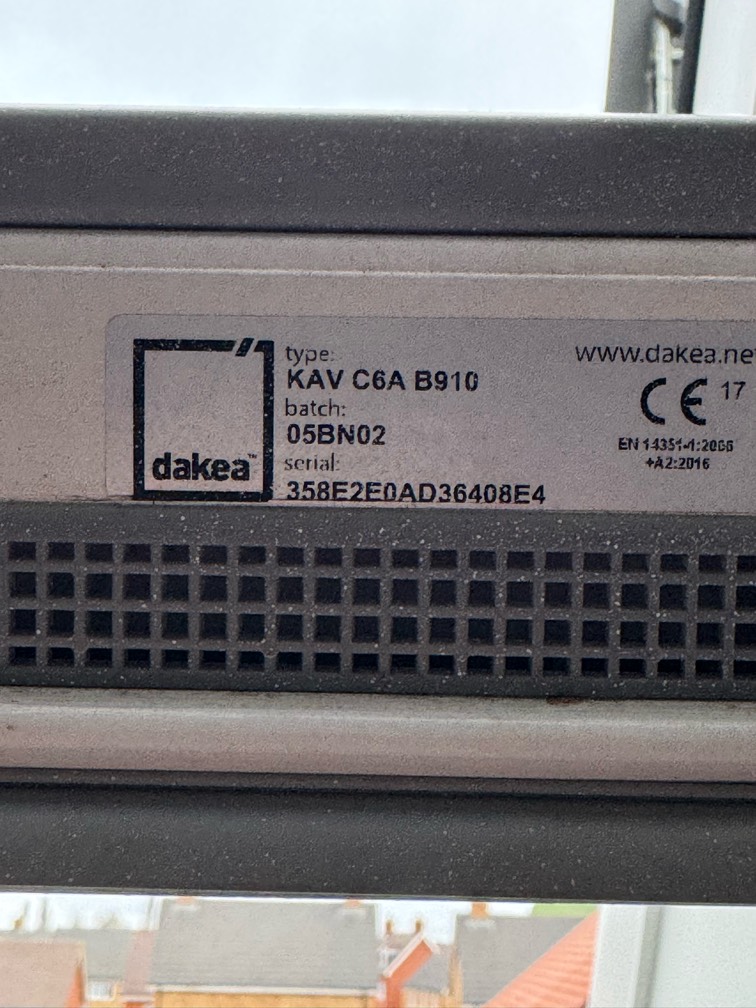 type:
KAV C6A B910
batch:
05BN02
serial:
358E2E0AD36408E4
dakea™
www.dakea.ne
CE 17
EN 14351-1:2006
+A2:2016